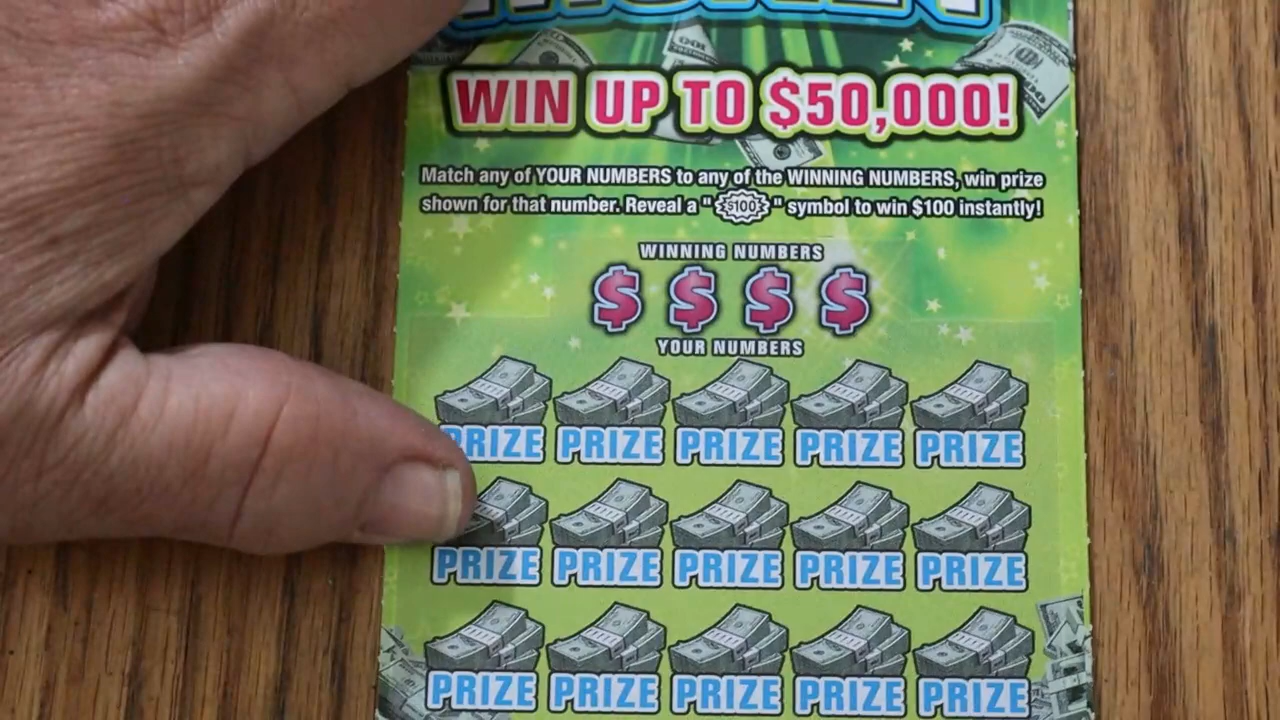 WIN UP TO $50,000!
Match any of YOUR NUMBERS to any of the WINNING NUMBERS, win prize
shown for that number. Reveal a " $100 " symbol to win $100 instantly!
WINNING NUMBERS
$ $ $ $
YOUR NUMBERS
PRIZE PRIZE PRIZE PRIZE PRIZE
PRIZE PRIZE PRIZE PRIZE PRIZE
PRIZE PRIZE PRIZE PRIZE PRIZE